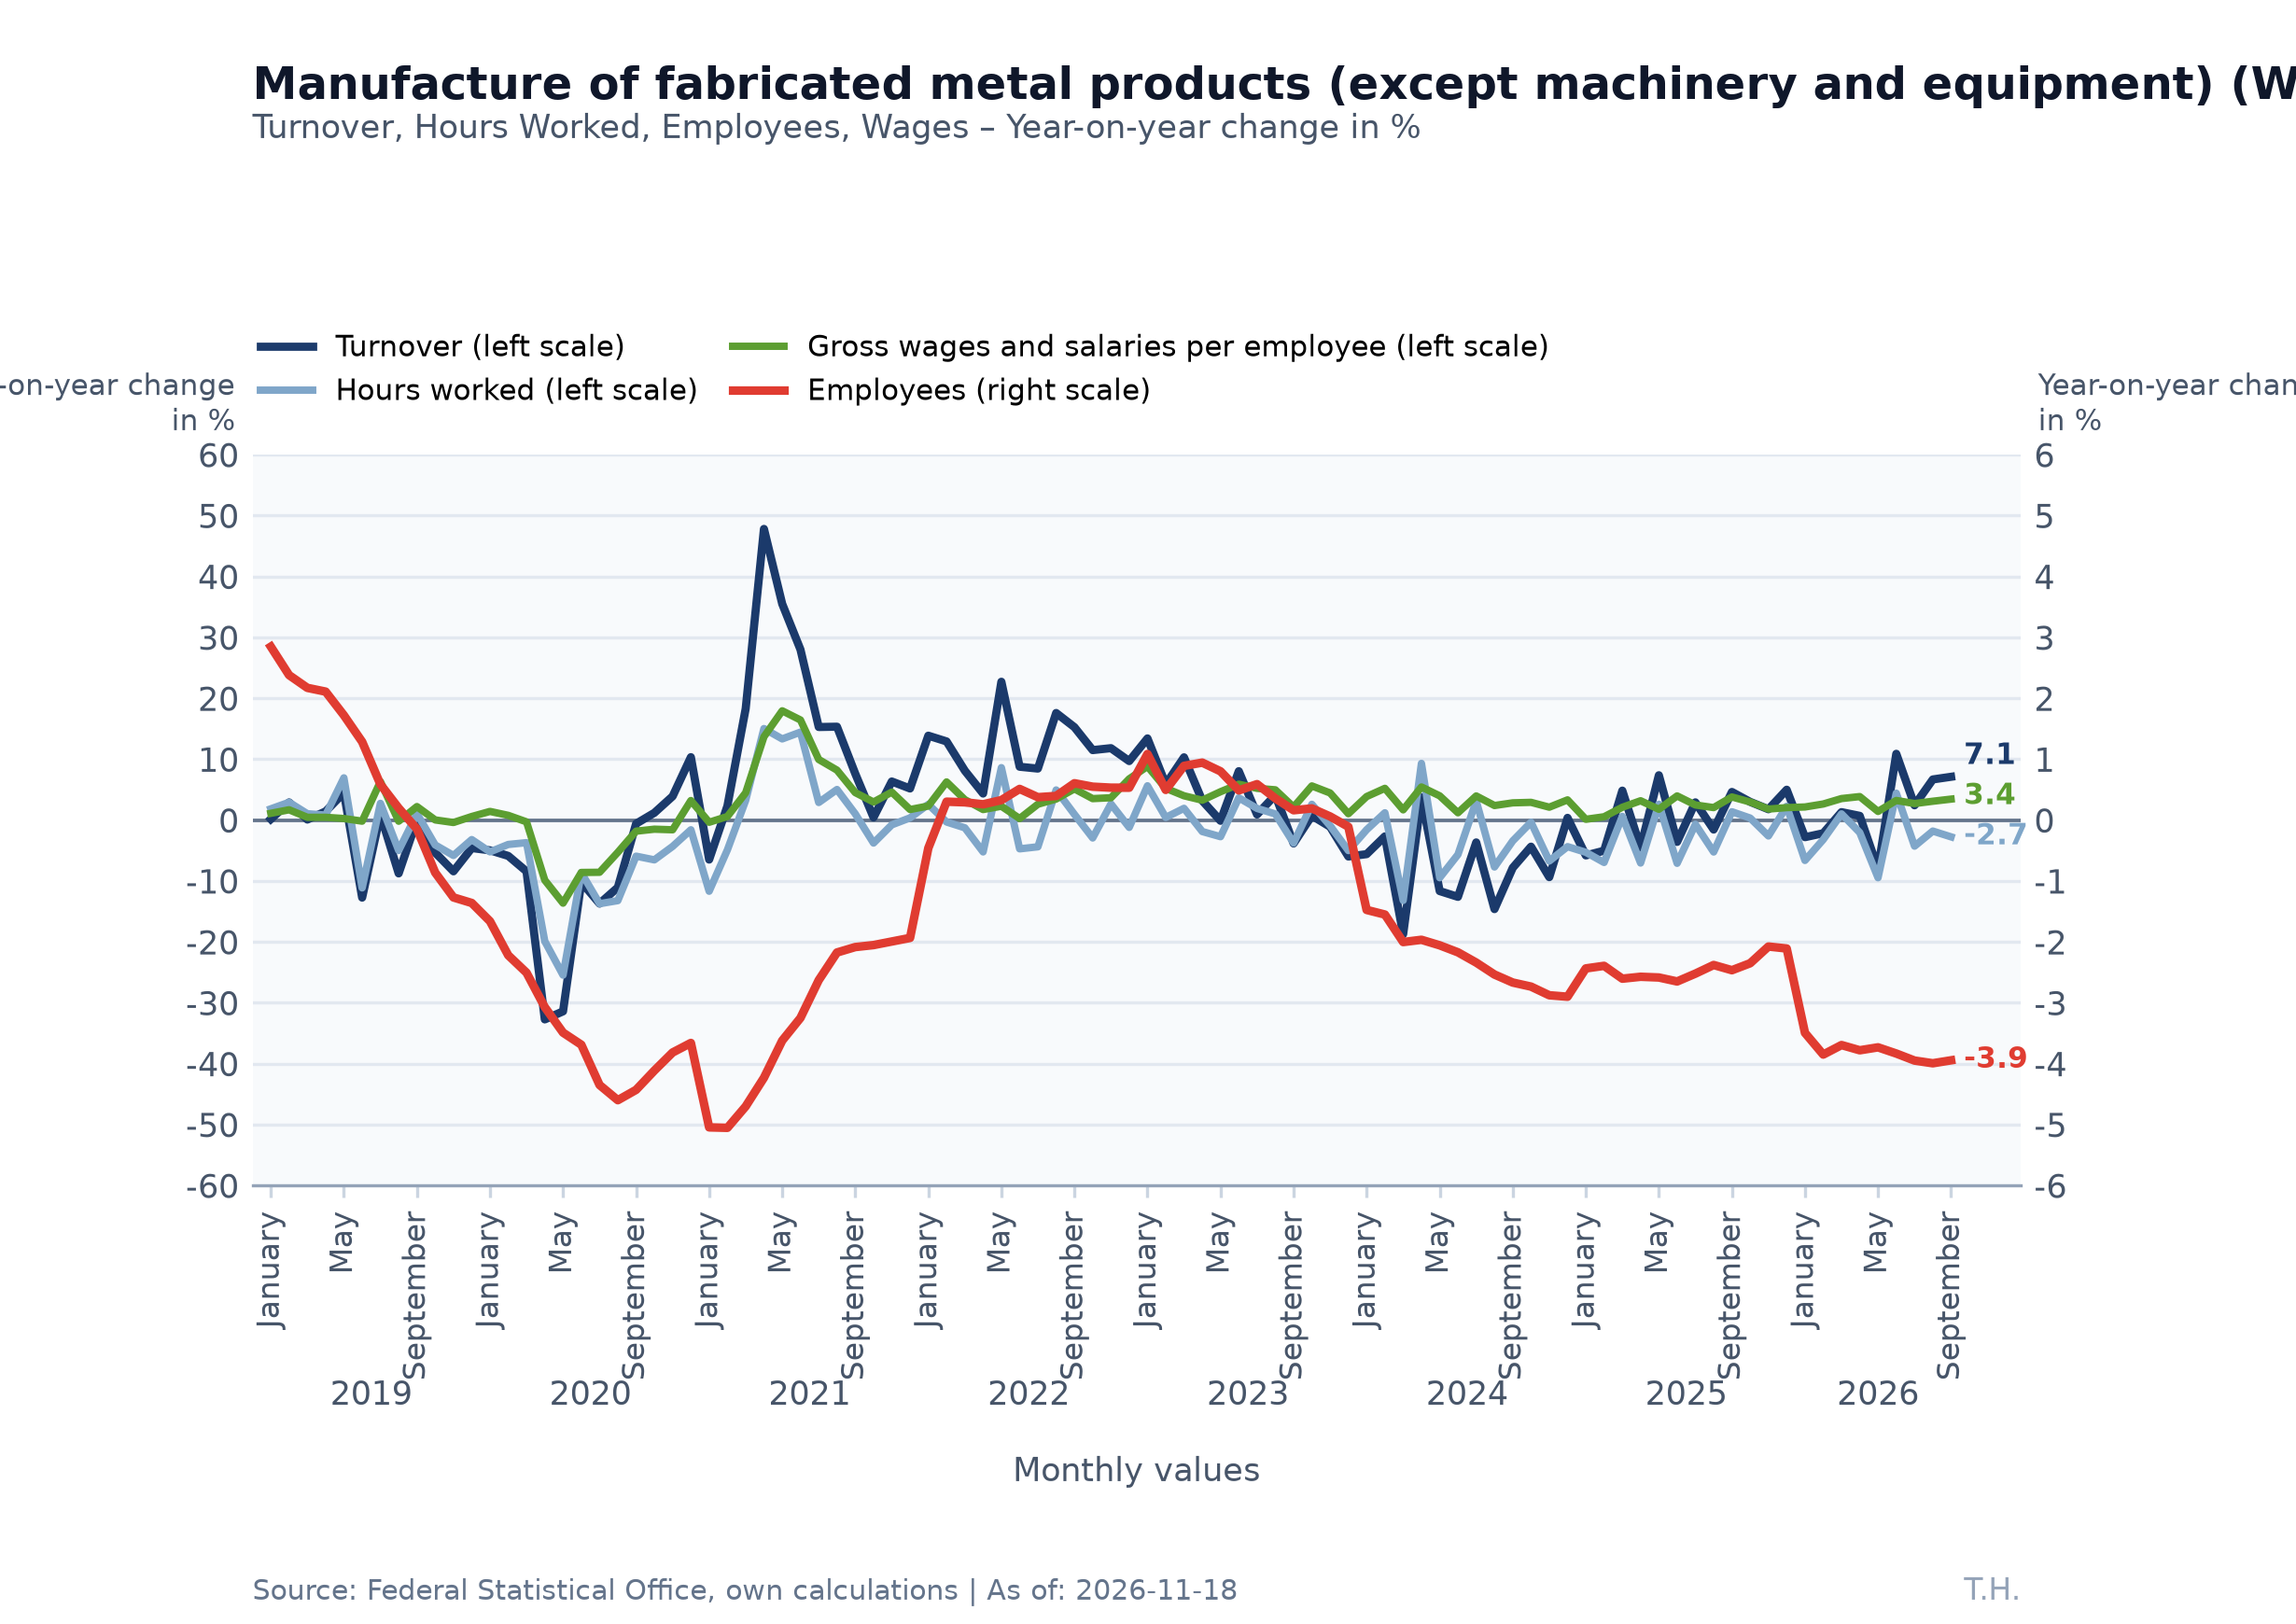 Manufacture of fabricated metal products (except machinery and equipment) (W
Turnover, Hours Worked, Employees, Wages – Year-on-year change in %
Turnover (left scale)
Gross wages and salaries per employee (left scale)
Hours worked (left scale)
Employees (right scale)
-on-year change
in %
Year-on-year chan
in %
60
50
40
30
20
10
0
-10
-20
-30
-40
-50
-60
6
5
4
3
2
1
0
-1
-2
-3
-4
-5
-6
7.1
3.4
-2.7
-3.9
January
May
September
January
May
September
January
May
September
January
May
September
January
May
September
January
May
September
January
May
September
January
May
September
2019
2020
2021
2022
2023
2024
2025
2026
Monthly values
Source: Federal Statistical Office, own calculations | As of: 2026-11-18
T.H.